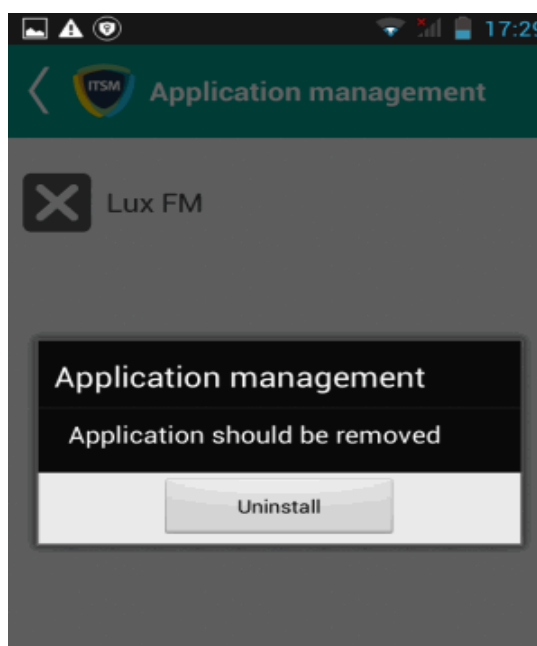 17:29
ITSM
Application management
Lux FM
Application management
Application should be removed
Uninstall